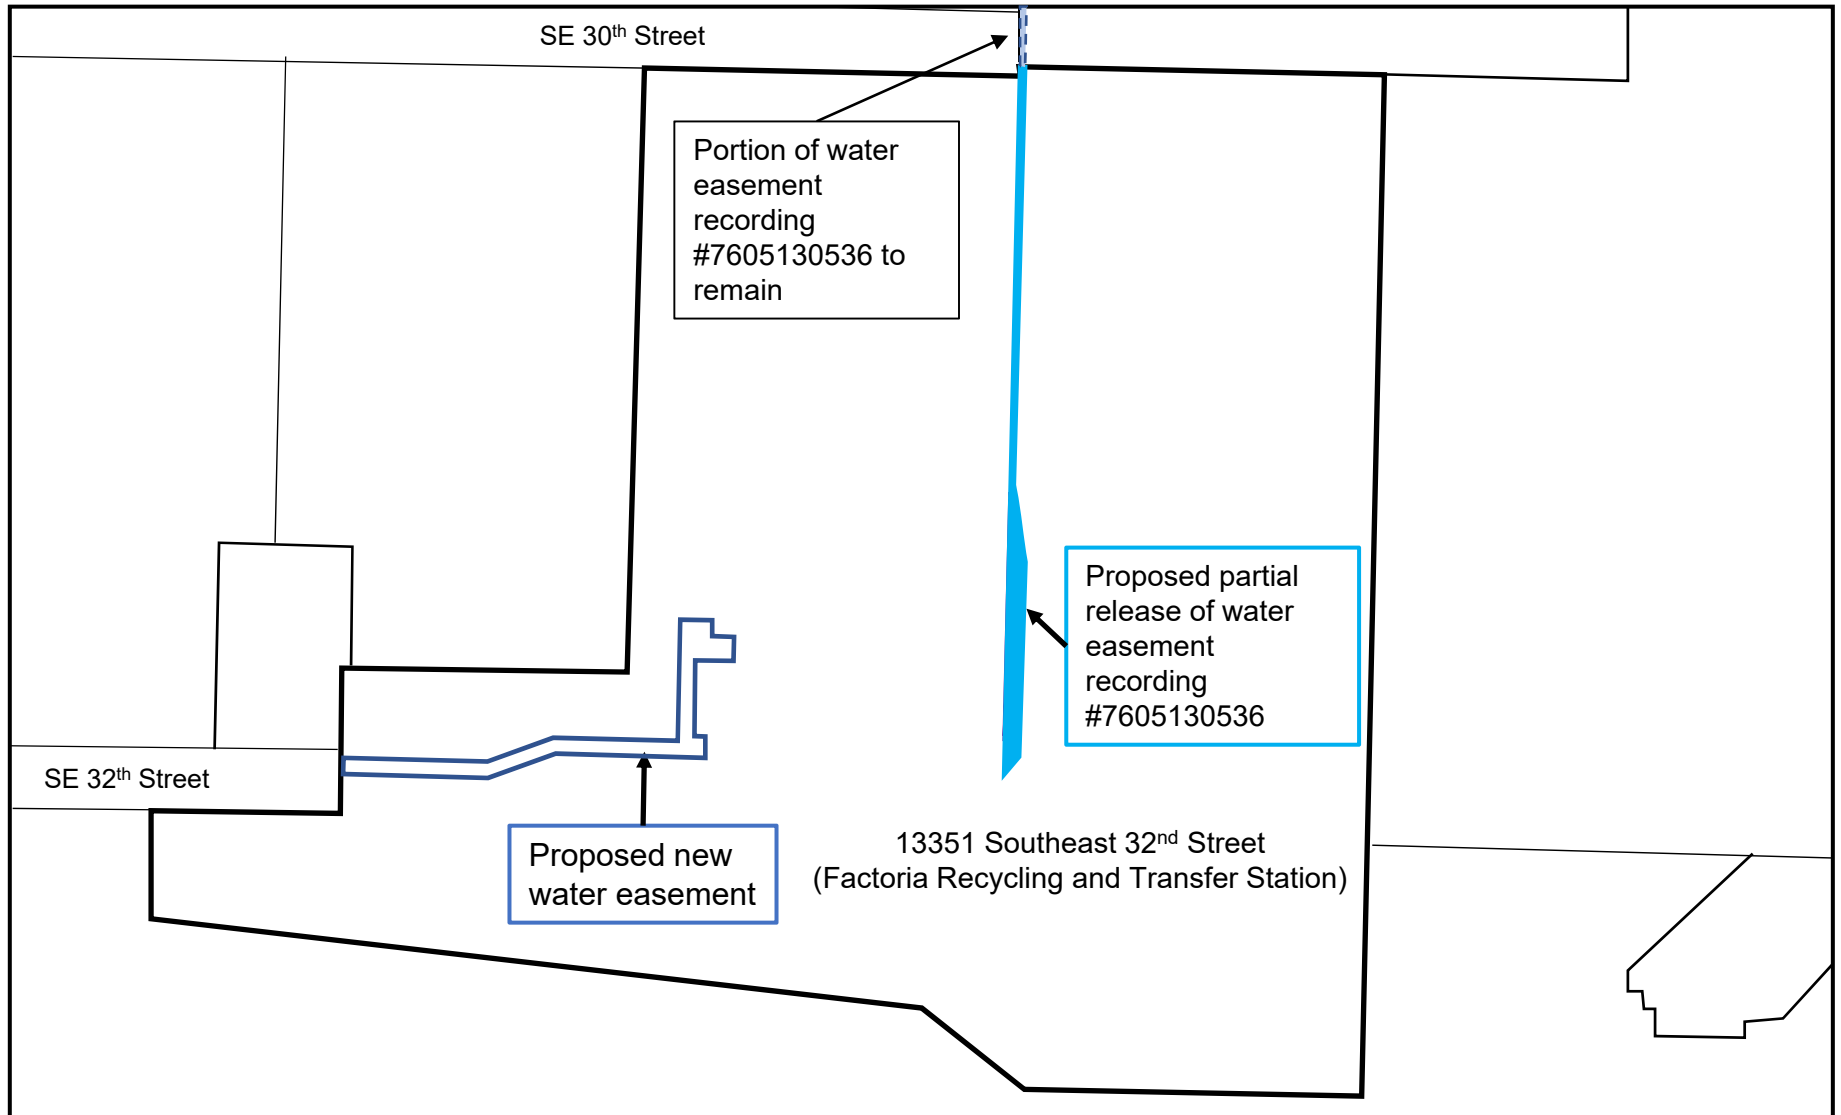 SE 30th Street
Portion of water
easement
recording
#7605130536 to
remain
Proposed partial
release of water
easement
recording
#7605130536
SE 32th Street
Proposed new
water easement
13351 Southeast 32nd Street
(Factoria Recycling and Transfer Station)